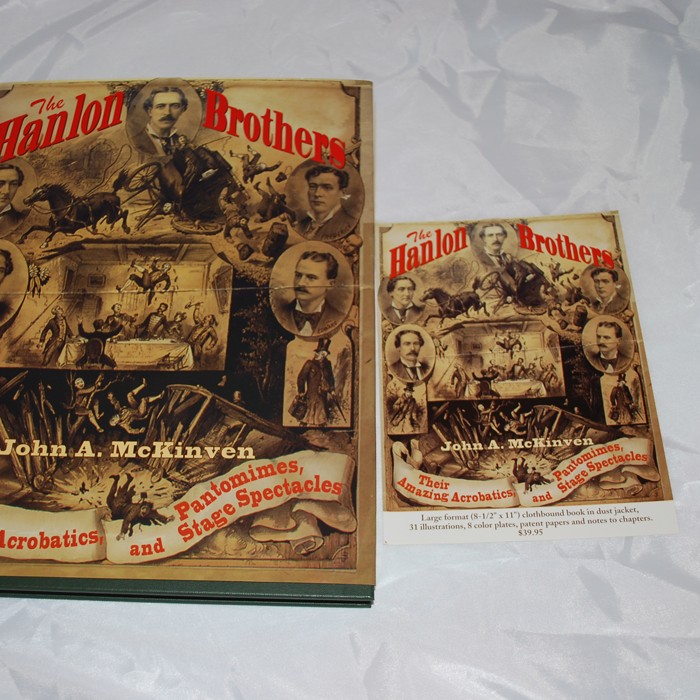 The
Hanlon Brothers
John A. McKinven
Acrobatics,
and
Pantomimes,
Stage Spectacles
The
Hanlon Brothers
John A. McKinven
Their
Amazing Acrobatics,
and
Pantomimes,
Stage Spectacles
Large format (8-1/2" x 11") clothbound book in dust jacket,
31 illustrations, 8 color plates, patent papers and notes to chapters.
$39.95